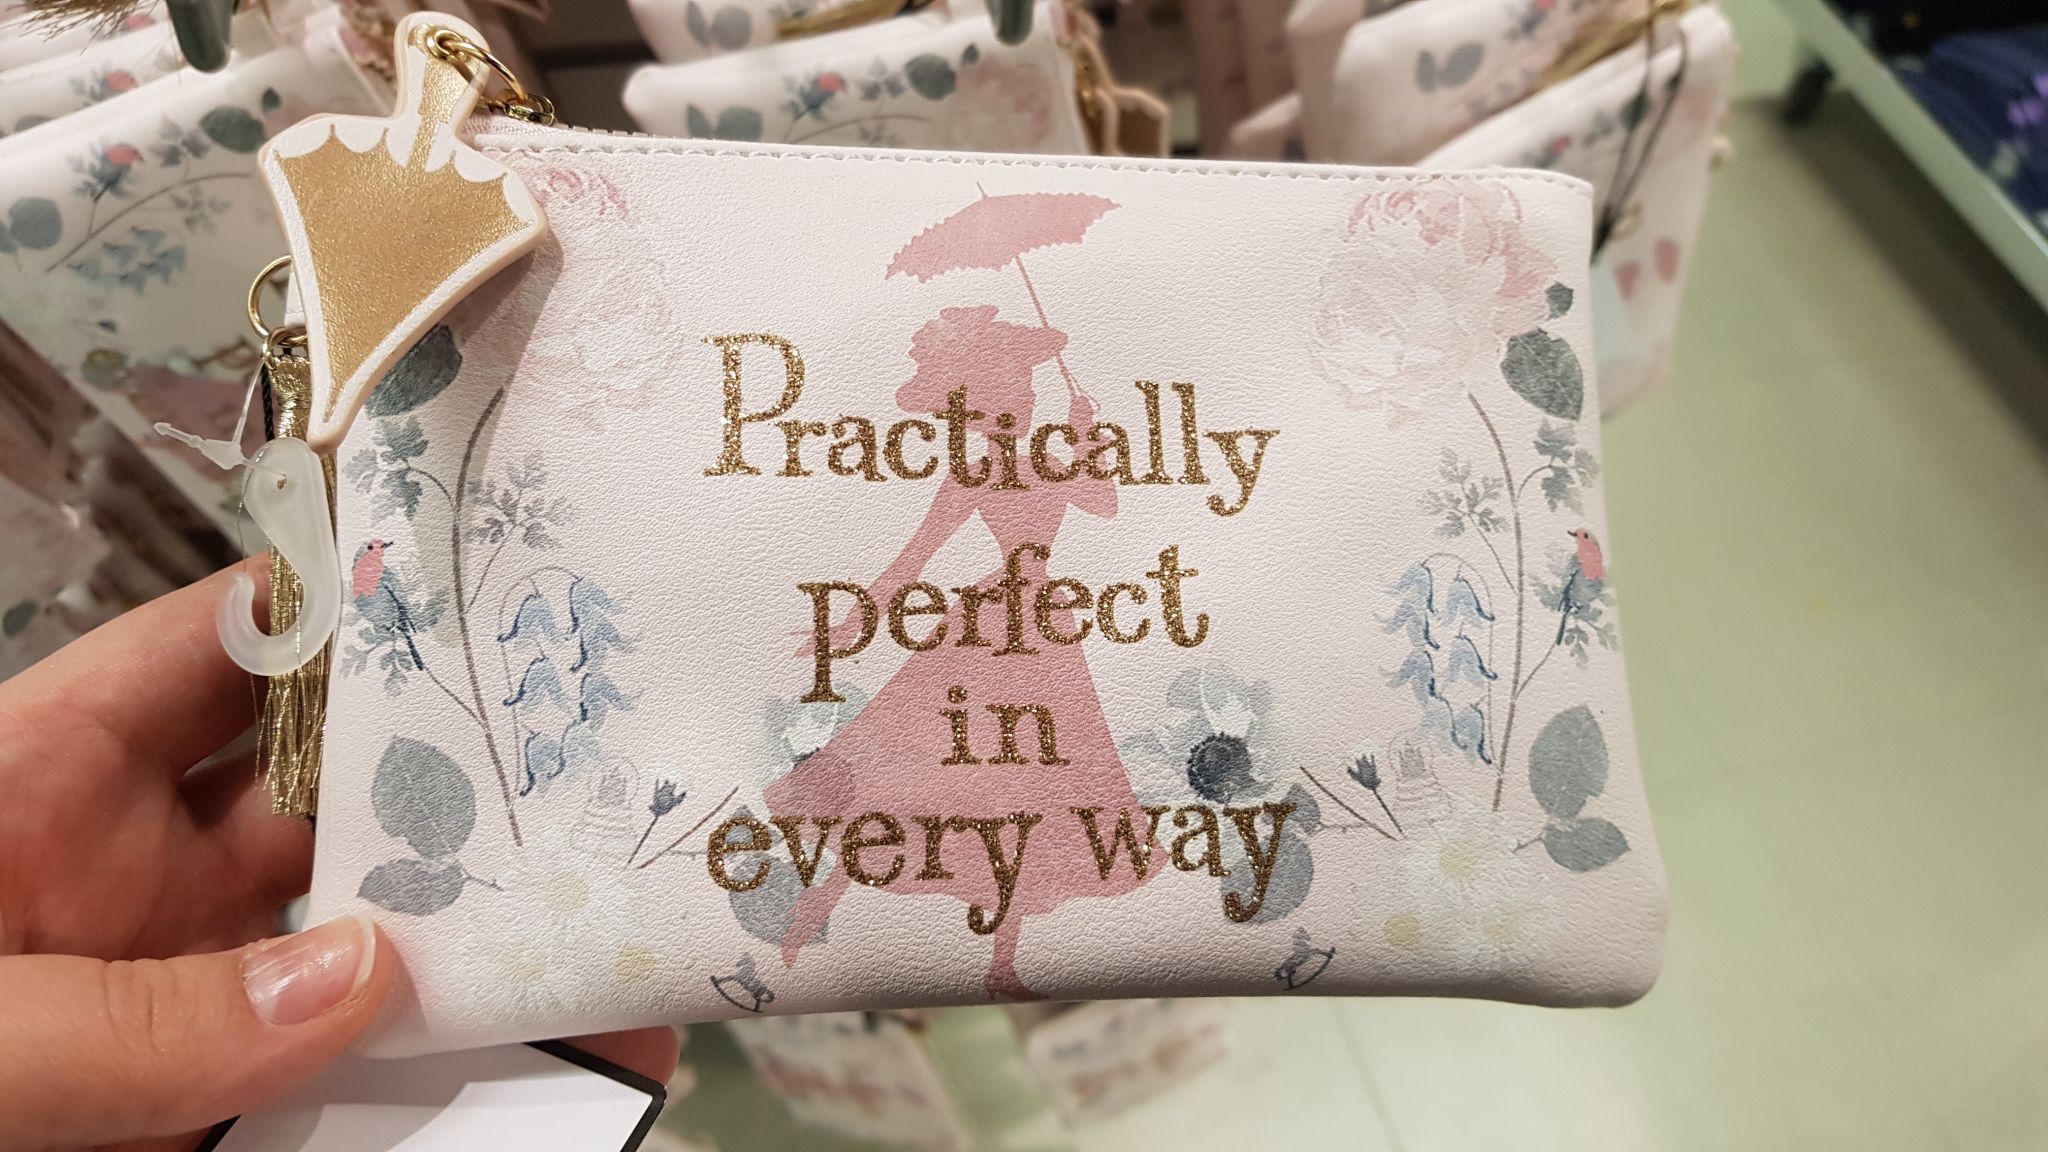 Practically
perfect
in
every way